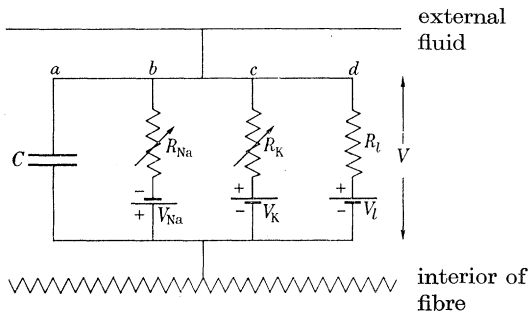 external
fluid
a b c d
C R_Na R_K R_l V
- + +
+ V_Na - V_K - V_l
interior of
fibre